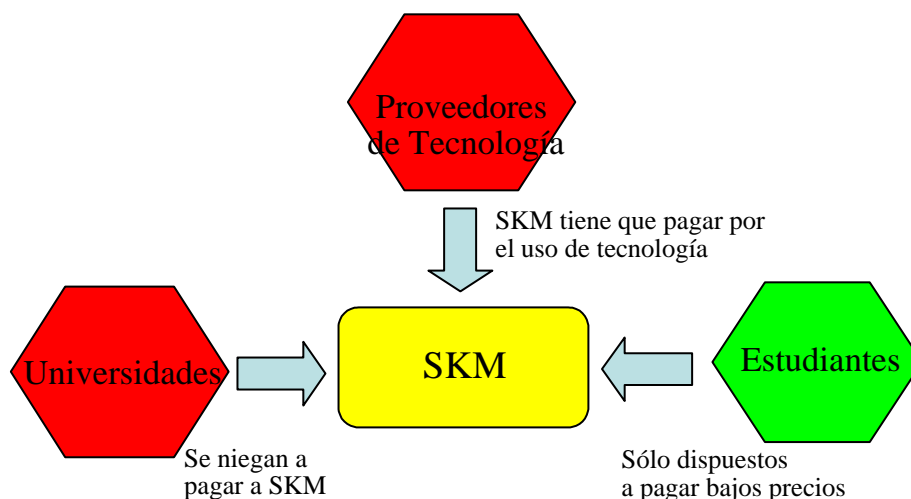 Proveedores
de Tecnología
SKM tiene que pagar por
el uso de tecnología
Universidades
SKM
Estudiantes
Se niegan a
pagar a SKM
Sólo dispuestos
a pagar bajos precios